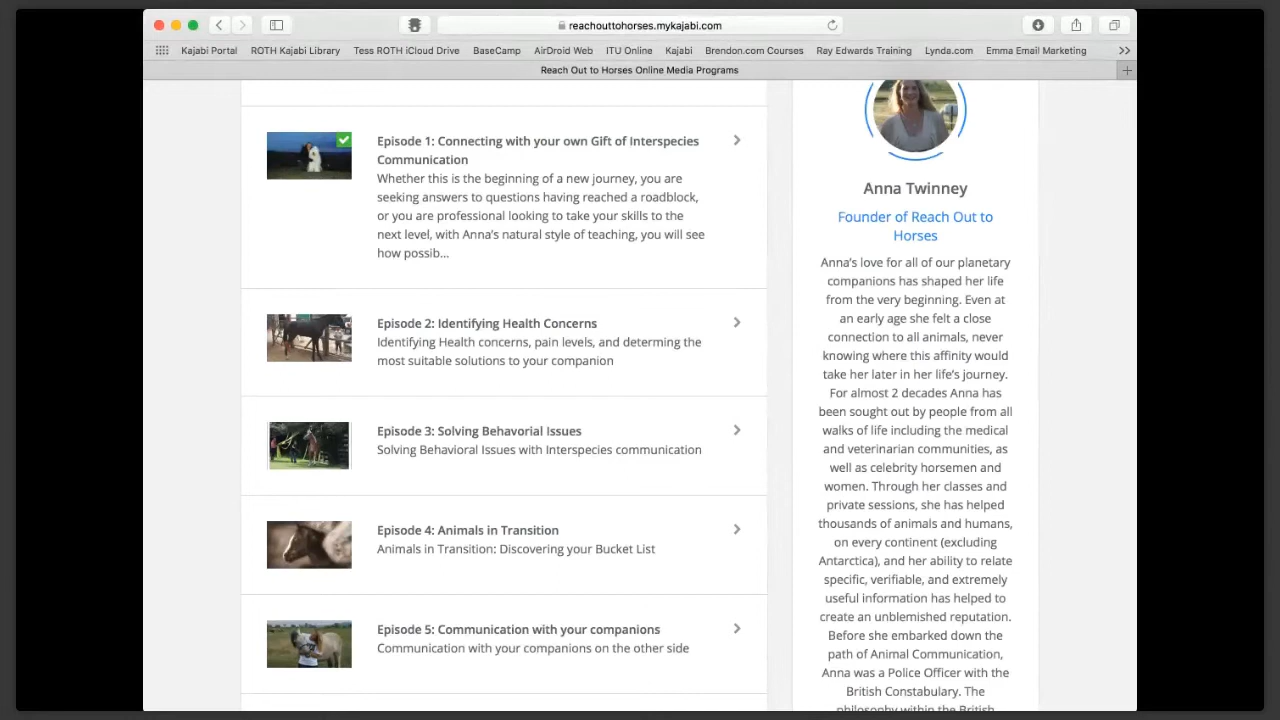 reachouttohorses.mykajabi.com
Kajabi Portal ROTH Kajabi Library Tess ROTH iCloud Drive BaseCamp AirDroid Web ITU Online Kajabi Brendon.com Courses Ray Edwards Training Lynda.com Emma Email Marketing
Reach Out to Horses Online Media Programs
Episode 1: Connecting with your own Gift of Interspecies
Communication
Whether this is the beginning of a new journey, you are
seeking answers to questions having reached a roadblock,
or you are professional looking to take your skills to the
next level, with Anna’s natural style of teaching, you will see
how possib...
Episode 2: Identifying Health Concerns
Identifying Health concerns, pain levels, and determing the
most suitable solutions to your companion
Episode 3: Solving Behavorial Issues
Solving Behavioral Issues with Interspecies communication
Episode 4: Animals in Transition
Animals in Transition: Discovering your Bucket List
Episode 5: Communication with your companions
Communication with your companions on the other side
Anna Twinney
Founder of Reach Out to
Horses
Anna’s love for all of our planetary
companions has shaped her life
from the very beginning. Even at
an early age she felt a close
connection to all animals, never
knowing where this affinity would
take her later in her life’s journey.
For almost 2 decades Anna has
been sought out by people from all
walks of life including the medical
and veterinarian communities, as
well as celebrity horsemen and
women. Through her classes and
private sessions, she has helped
thousands of animals and humans,
on every continent (excluding
Antarctica), and her ability to relate
specific, verifiable, and extremely
useful information has helped to
create an unblemished reputation.
Before she embarked down the
path of Animal Communication,
Anna was a Police Officer with the
British Constabulary. The
philosophy within the British